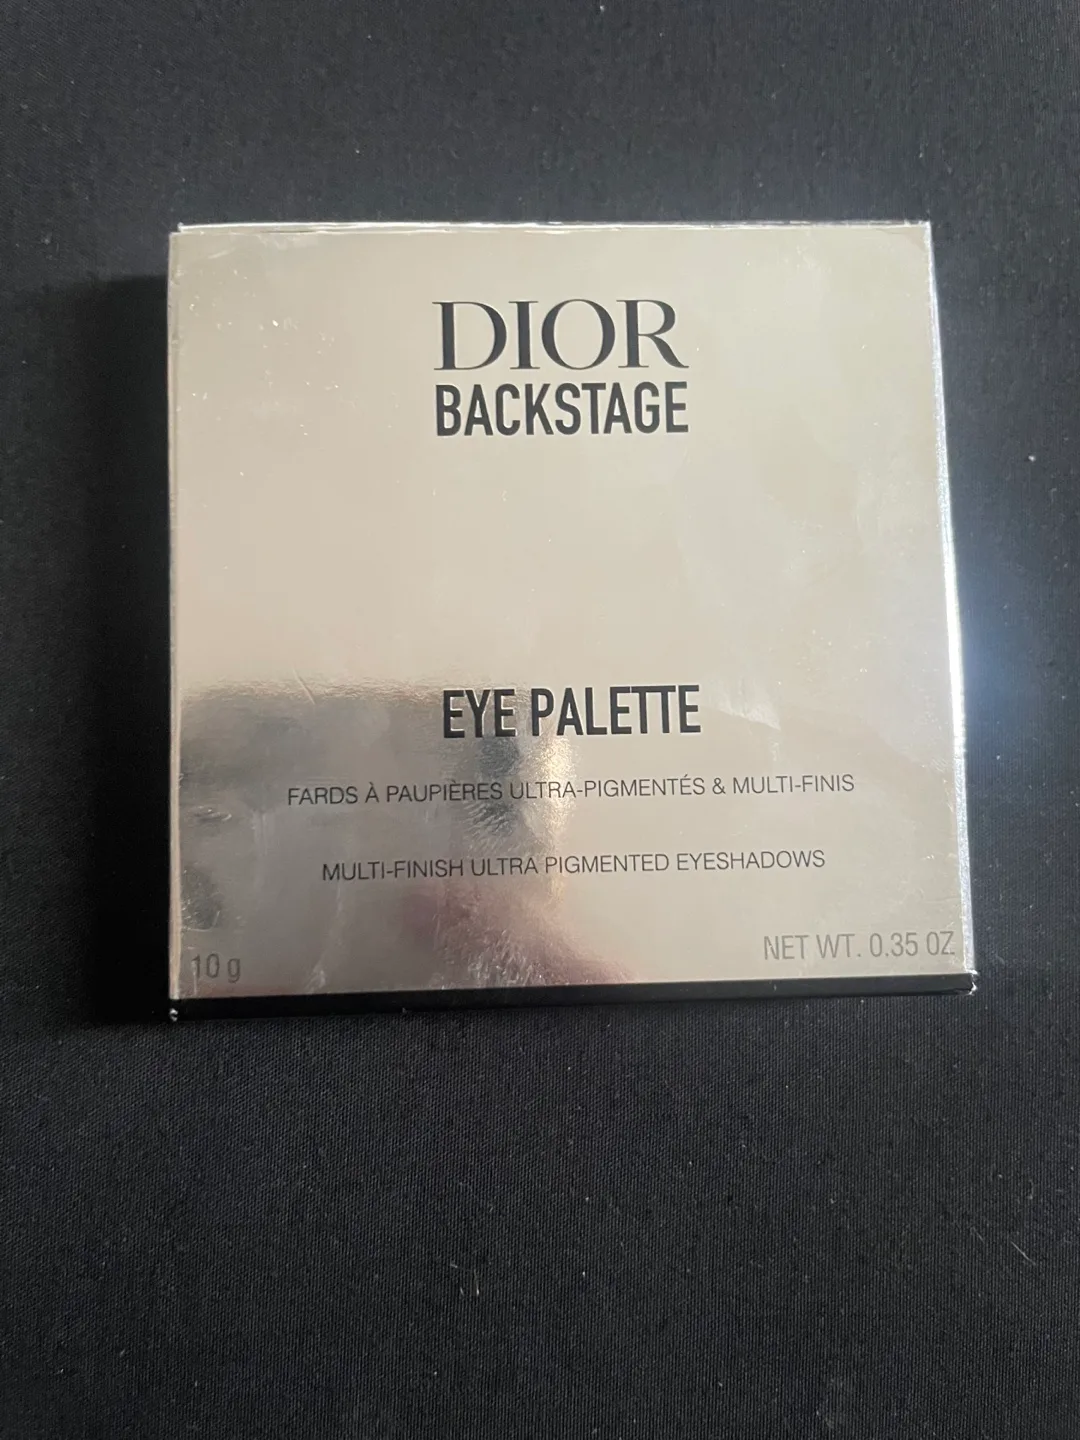 DIOR
BACKSTAGE
EYE PALETTE
FARDS À PAUPIÈRES ULTRA-PIGMENTÉS & MULTI-FINIS
MULTI-FINISH ULTRA PIGMENTED EYESHADOWS
10 g
NET WT. 0.35 OZ.